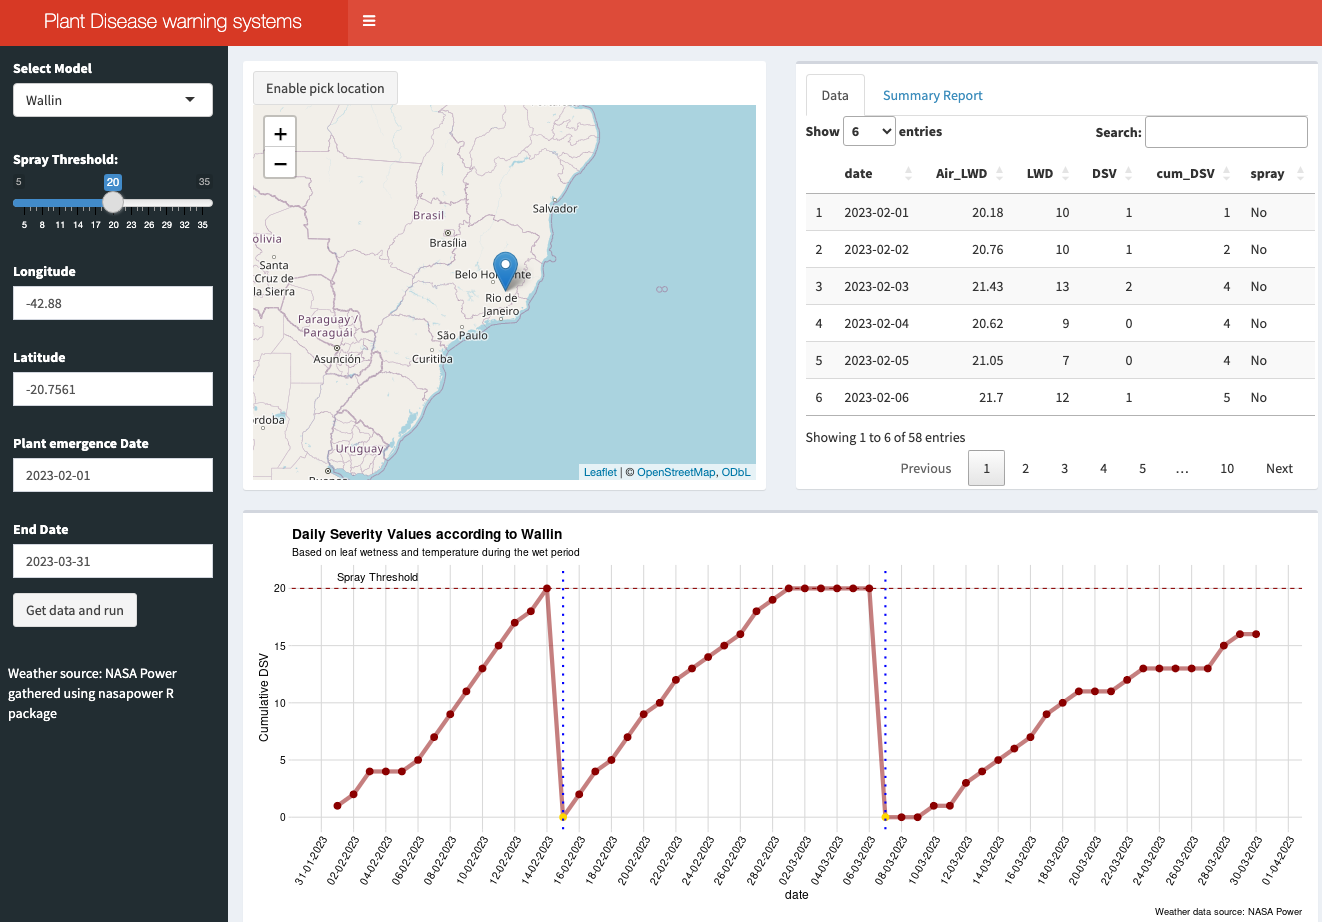 Plant Disease warning systems
Select Model
Wallin
Spray Threshold:
5 20 35
5 8 11 14 17 20 23 26 29 32 35
Longitude
-42.88
Latitude
-20.7561
Plant emergence Date
2023-02-01
End Date
2023-03-31
Get data and run
Weather source: NASA Power
gathered using nasapower R
package
Enable pick location
+
−
Salvador
Brasil
olivia
Brasília
Santa
Cruz de
la Sierra
Belo Ho nte
Rio de
Janeiro
Paraguay /
Paraguái
São Paulo
Asunción
Curitiba
rdoba
Uruguay
Leaflet | © OpenStreetMap, ODbL
Data Summary Report
Show 6 entries Search:
date Air_LWD LWD DSV cum_DSV spray
1 2023-02-01 20.18 10 1 1 No
2 2023-02-02 20.76 10 1 2 No
3 2023-02-03 21.43 13 2 4 No
4 2023-02-04 20.62 9 0 4 No
5 2023-02-05 21.05 7 0 4 No
6 2023-02-06 21.7 12 1 5 No
Showing 1 to 6 of 58 entries
Previous 1 2 3 4 5 … 10 Next
Daily Severity Values according to Wallin
Based on leaf wetness and temperature during the wet period
Spray Threshold
20
15
10
5
0
Cumulative DSV
31-01-2023 02-02-2023 04-02-2023 06-02-2023 08-02-2023 10-02-2023 12-02-2023 14-02-2023 16-02-2023 18-02-2023 20-02-2023 22-02-2023 24-02-2023 26-02-2023 28-02-2023 02-03-2023 04-03-2023 06-03-2023 08-03-2023 10-03-2023 12-03-2023 14-03-2023 16-03-2023 18-03-2023 20-03-2023 22-03-2023 24-03-2023 26-03-2023 28-03-2023 30-03-2023 01-04-2023
date
Weather data source: NASA Power